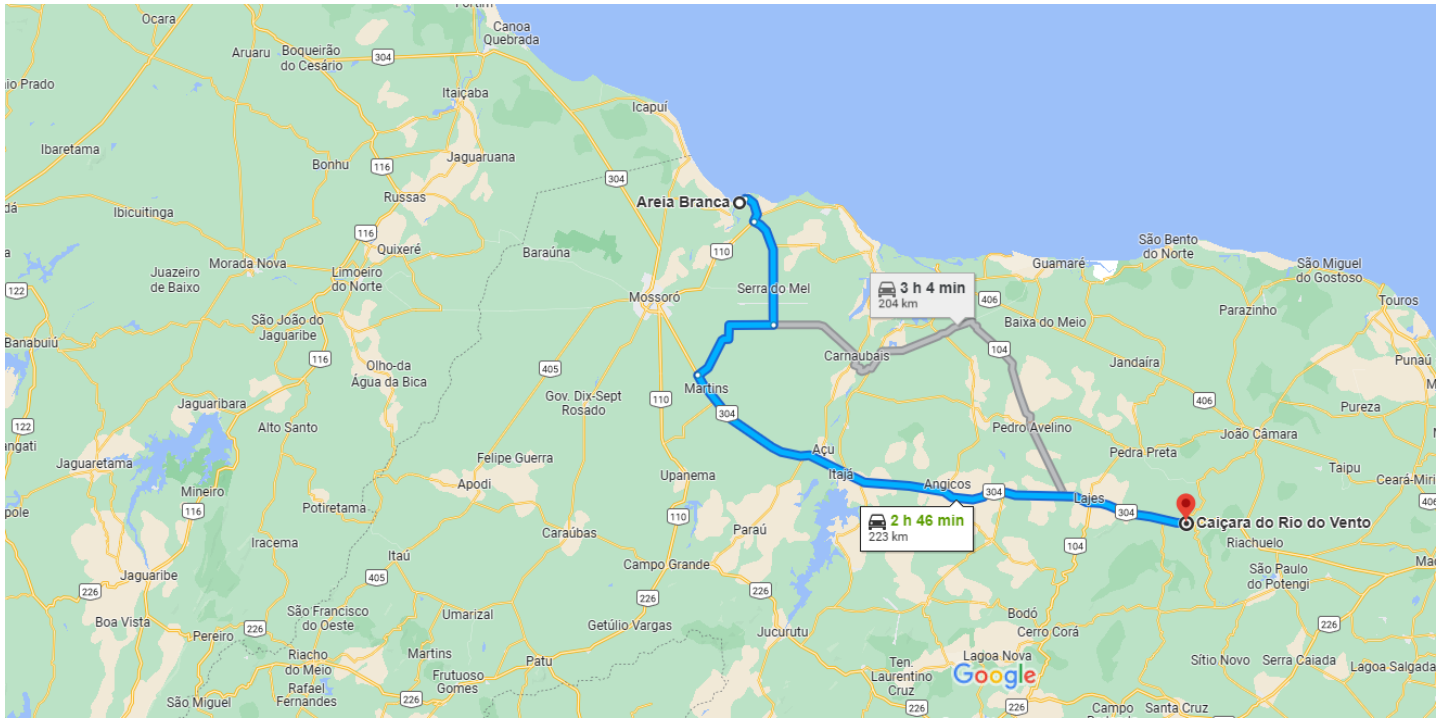 Ocara
Fortim
Canoa
Quebrada
Aruaru
Boqueirão
do Cesário
304
Itaiçaba
io Prado
Icapuí
Ibaretama
Bonhu
116
Jaguaruana
304
Russas
Areia Branca
dá
Ibicuitinga
116
Quixeré
Baraúna
110
São Bento
do Norte
a
Morada Nova
Limoeiro
do Norte
Juazeiro
de Baixo
122
Mossoró
Serra do Mel
3 h 4 min
204 km
Guamaré
406
São Miguel
do Gostoso
Touros
Parazinho
Baixa do Meio
São João do
Jaguaribe
Banabuiú
116
Olho-da
Água da Bica
405
Carnaubais
104
Jandaíra
Punaú
Martins
Gov. Dix-Sept
Rosado
110
304
406
Pureza
Jaguaribara
Alto Santo
122
angati
Pedro Avelino
João Câmara
Jaguaretama
Felipe Guerra
Açu
Pedra Preta
Mineiro
Apodi
Upanema
Itajá
Angicos
304
Lajes
Taipu
Ceará-Miri
406
116
pole
Potiretama
110
Paraú
2 h 46 min
223 km
304
Caiçara do Rio do Vento
Iracema
Caraúbas
104
Riachuelo
Itaú
Campo Grande
São Paulo
do Potengi
Jaguaribe
405
226
226
226
Boa Vista
São Francisco
do Oeste
Umarizal
Getúlio Vargas
Bodó
226
Pereiro
226
Jucurutu
Cerro Corá
Riacho
do Meio
Martins
Patu
Lagoa Nova
Sítio Novo
Serra Caiada
Lagoa Salgada
Rafael
Fernandes
Frutuoso
Gomes
Ten.
Laurentino
Cruz
Google
São Miguel
226
226
Campo
Santa Cruz